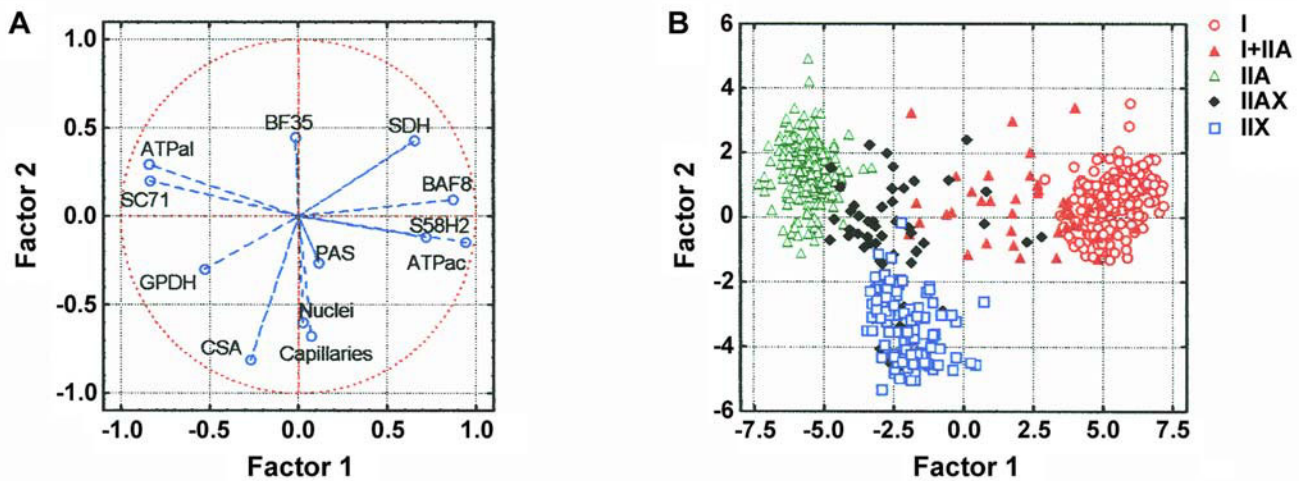 A
B
1.0
0.5
0.0
-0.5
-1.0
Factor 2
BF35
SDH
ATPal
BAF8
SC71
S58H2
PAS
ATPac
GPDH
Nuclei
CSA
Capillaries
-1.0 -0.5 0.0 0.5 1.0
Factor 1
6
4
2
0
-2
-4
-6
Factor 2
-7.5 -5.0 -2.5 0.0 2.5 5.0 7.5
Factor 1
I
I+IIA
IIA
IIAX
IIX